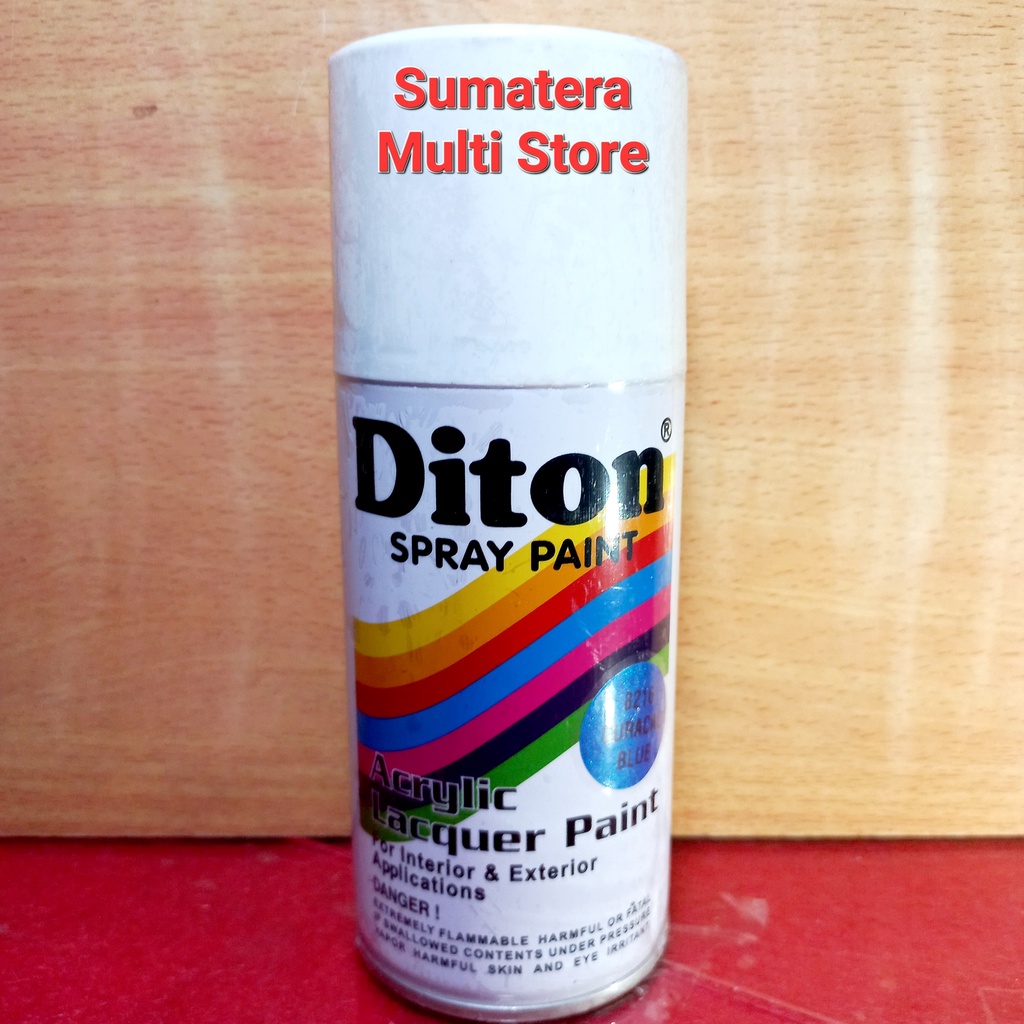 Sumatera
Multi Store
Diton®
SPRAY PAINT
8216
BLUE
Acrylic
Lacquer Paint
For Interior & Exterior
Applications
DANGER !
EXTREMELY FLAMMABLE HARMFUL OR FATAL
IF SWALLOWED CONTENTS UNDER PRESSURE
VAPOR HARMFUL SKIN AND EYE IRRITANT